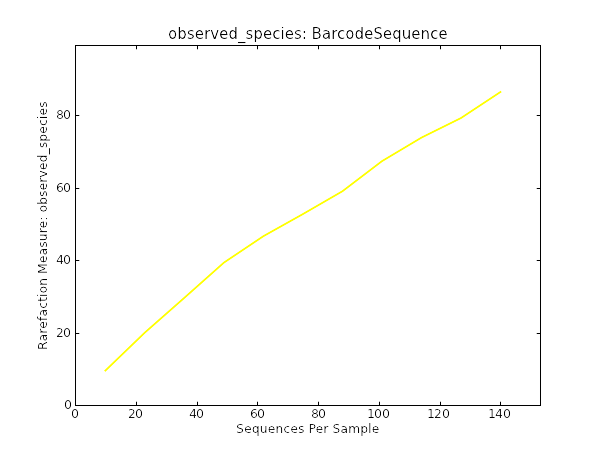 observed_species: BarcodeSequence
Rarefaction Measure: observed_species
80
60
40
20
0
0 20 40 60 80 100 120 140
Sequences Per Sample